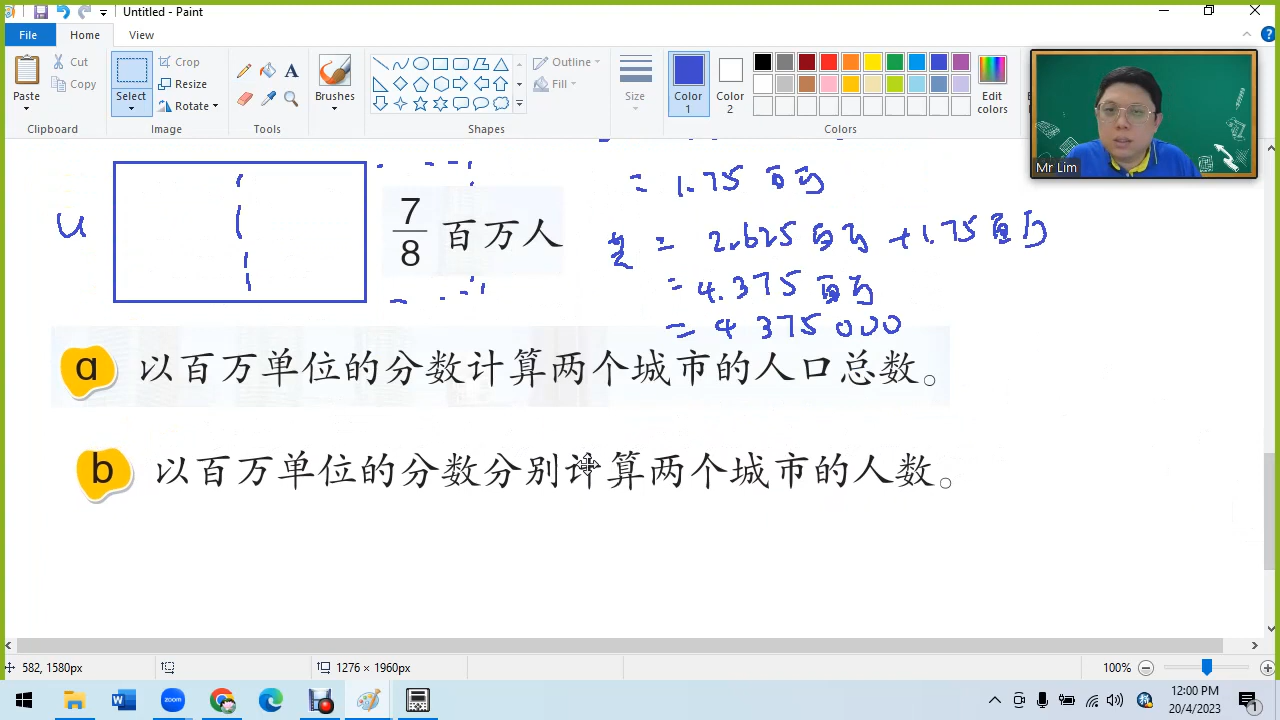 Untitled - Paint
File Home View
Paste Cut Copy
Select Crop Resize Rotate
Brushes
Outline Fill
Size
Color 1 Color 2
Edit colors
Clipboard Image Tools Shapes Colors
Mr Lim
= 1.75 百万
U 7/8 百万人
= 2.625 百万 + 1.75 百万
= 4.375 百万
= 4 375 000
a 以百万单位的分数计算两个城市的人口总数。
b 以百万单位的分数分别计算两个城市的人数。
582, 1580px 1276 × 1960px 100%
zoom
12:00 PM
20/4/2023
1